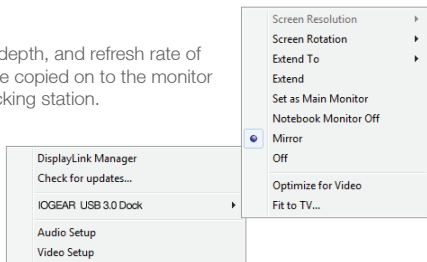 depth, and refresh rate of
e copied on to the monitor
cking station.
Screen Resolution
Screen Rotation
Extend To
Extend
Set as Main Monitor
Notebook Monitor Off
Mirror
Off
Optimize for Video
Fit to TV...
DisplayLink Manager
Check for updates...
IOGEAR USB 3.0 Dock
Audio Setup
Video Setup